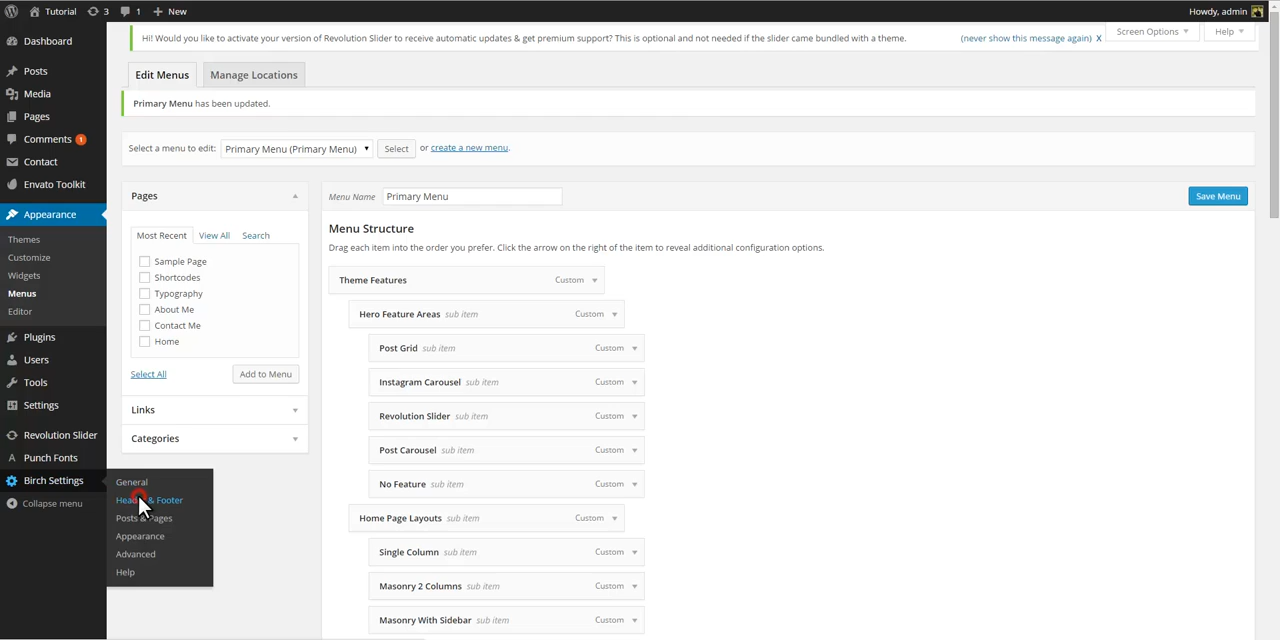 Tutorial 3 1 New Howdy, admin
Hi! Would you like to activate your version of Revolution Slider to receive automatic updates & get premium support? This is optional and not needed if the slider came bundled with a theme. (never show this message again) X
Screen Options Help
Dashboard
Posts
Media
Pages
Comments 1
Contact
Envato Toolkit
Appearance
Themes
Customize
Widgets
Menus
Editor
Plugins
Users
Tools
Settings
Revolution Slider
Punch Fonts
Birch Settings
Collapse menu
General
Header & Footer
Posts & Pages
Appearance
Advanced
Help
Edit Menus Manage Locations
Primary Menu has been updated.
Select a menu to edit: Primary Menu (Primary Menu) Select or create a new menu.
Pages
Most Recent View All Search
Sample Page
Shortcodes
Typography
About Me
Contact Me
Home
Select All Add to Menu
Links
Categories
Menu Name Primary Menu Save Menu
Menu Structure
Drag each item into the order you prefer. Click the arrow on the right of the item to reveal additional configuration options.
Theme Features Custom
Hero Feature Areas sub item Custom
Post Grid sub item Custom
Instagram Carousel sub item Custom
Revolution Slider sub item Custom
Post Carousel sub item Custom
No Feature sub item Custom
Home Page Layouts sub item Custom
Single Column sub item Custom
Masonry 2 Columns sub item Custom
Masonry With Sidebar sub item Custom